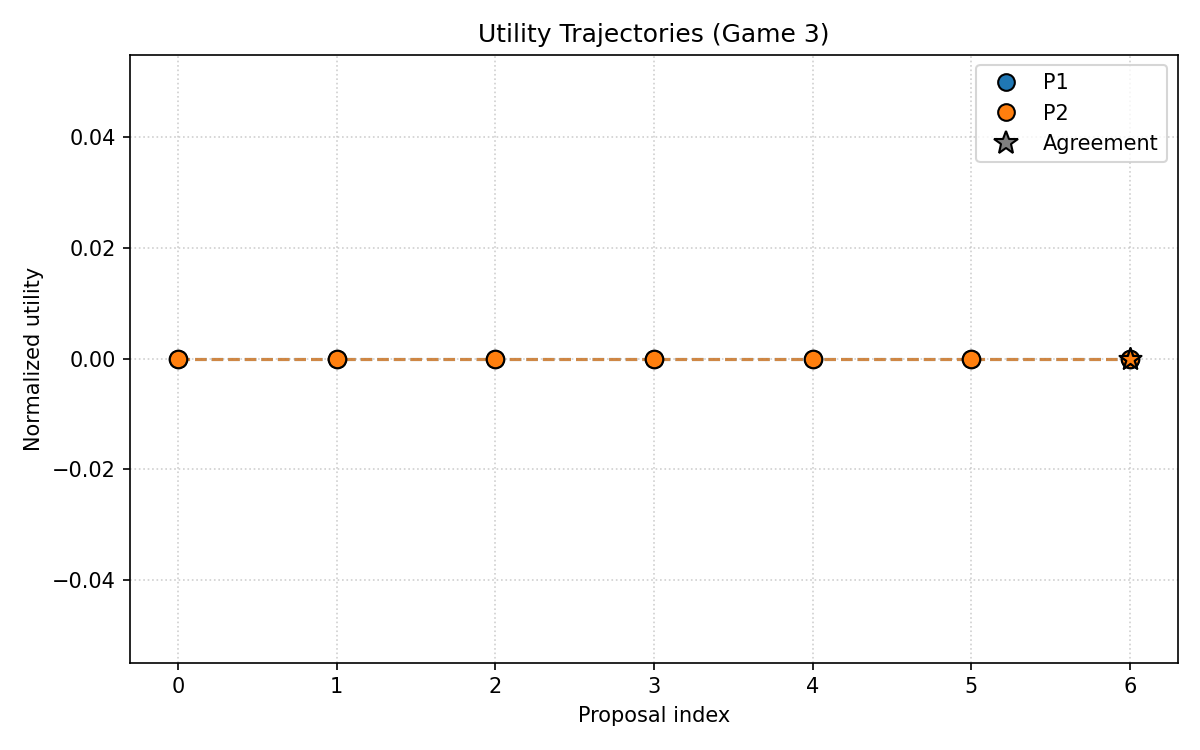 Utility Trajectories (Game 3)
P1
P2
Agreement
0.04
0.02
0.00
−0.02
−0.04
Normalized utility
0 1 2 3 4 5 6
Proposal index